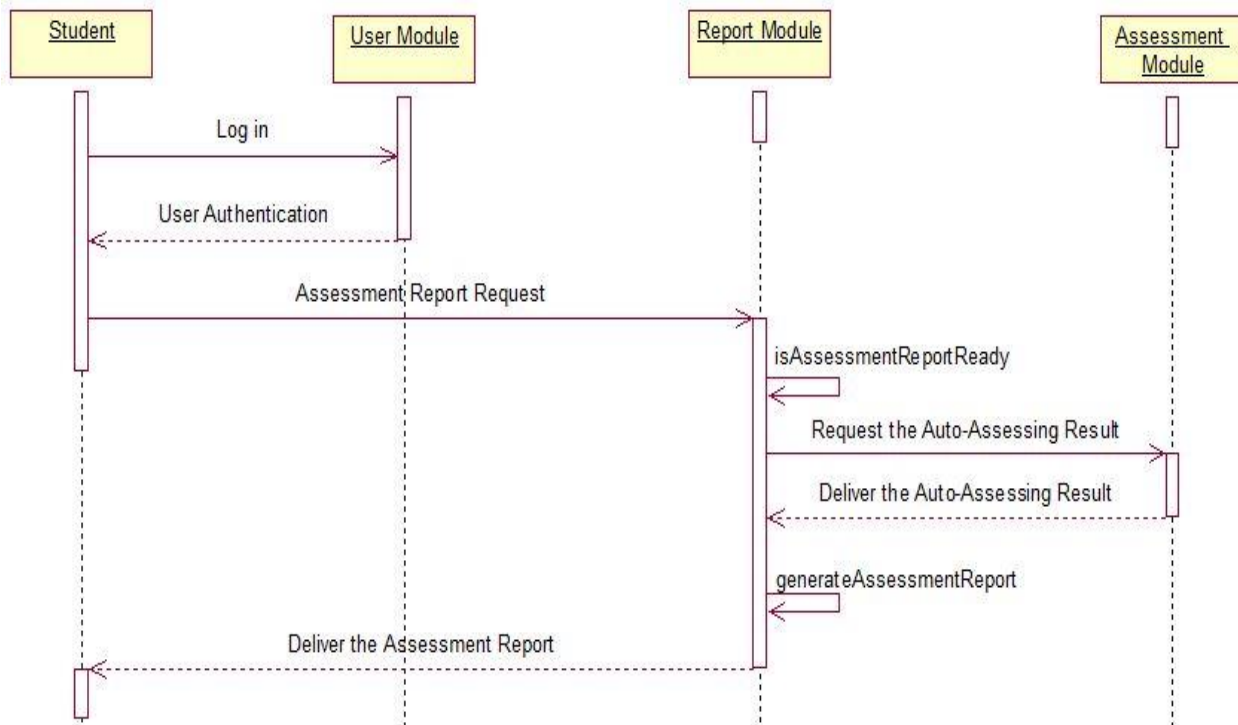 Student
User Module
Report Module
Assessment
Module
Log in
User Authentication
Assessment Report Request
isAssessmentReportReady
Request the Auto-Assessing Result
Deliver the Auto-Assessing Result
generateAssessmentReport
Deliver the Assessment Report